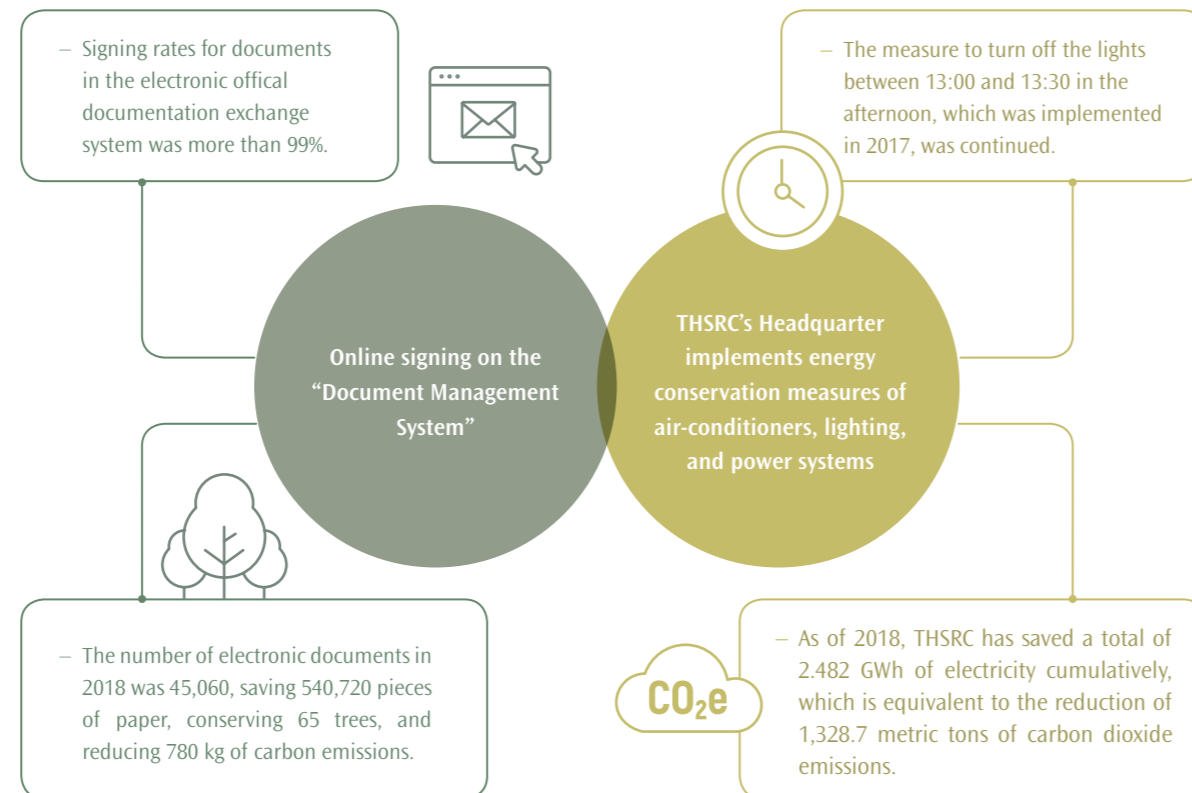 – Signing rates for documents
in the electronic offical
documentation exchange
system was more than 99%.
– The measure to turn off the lights
between 13:00 and 13:30 in the
afternoon, which was implemented
in 2017, was continued.
Online signing on the
“Document Management
System”
THSRC’s Headquarter
implements energy
conservation measures of
air-conditioners, lighting,
and power systems
– The number of electronic documents in
2018 was 45,060, saving 540,720 pieces
of paper, conserving 65 trees, and
reducing 780 kg of carbon emissions.
CO₂e
– As of 2018, THSRC has saved a total of
2.482 GWh of electricity cumulatively,
which is equivalent to the reduction of
1,328.7 metric tons of carbon dioxide
emissions.